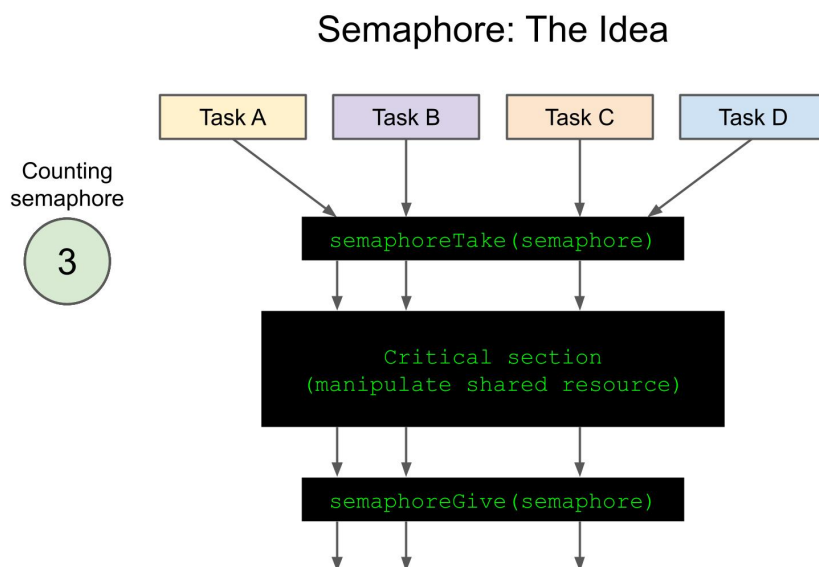 Semaphore: The Idea
Task A
Task B
Task C
Task D
Counting
semaphore
3
semaphoreTake(semaphore)
Critical section
(manipulate shared resource)
semaphoreGive(semaphore)